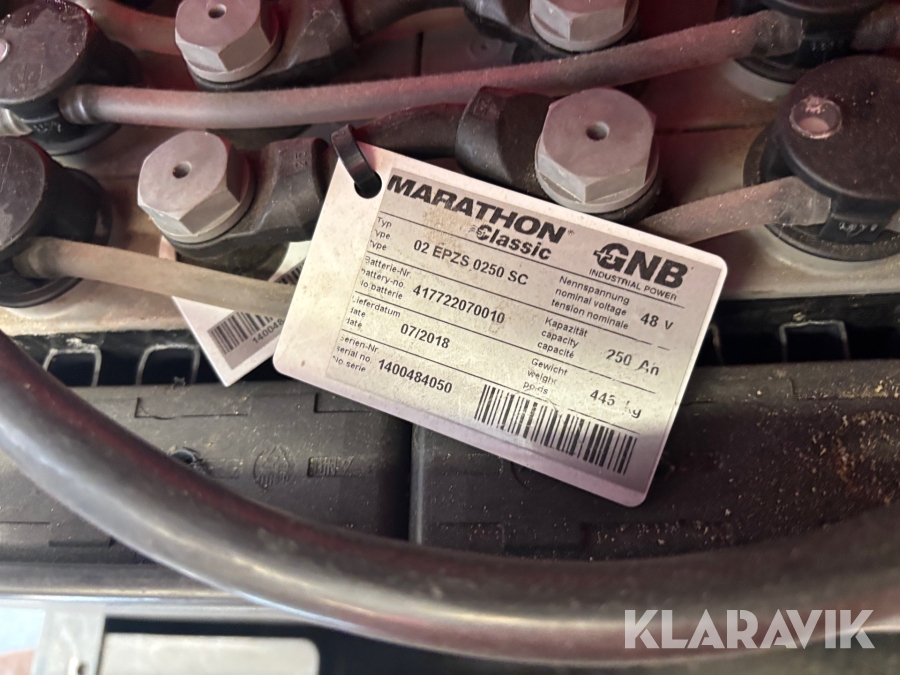 MARATHON®
Classic
GNB
INDUSTRIAL POWER
Typ
type
type
02 EPZS 0250 SC
Nennspannung
nominal voltage
tension nominale
48 V
Batterie-Nr
battery-no.
No batterie
417722070010
Kapazität
capacity
capacité
250 Ah
Lieferdatum
date
date
07/2018
Gewicht
weight
poids
445 kg
Serien-Nr
serial no.
No serie
1400484050
KLARAVIK